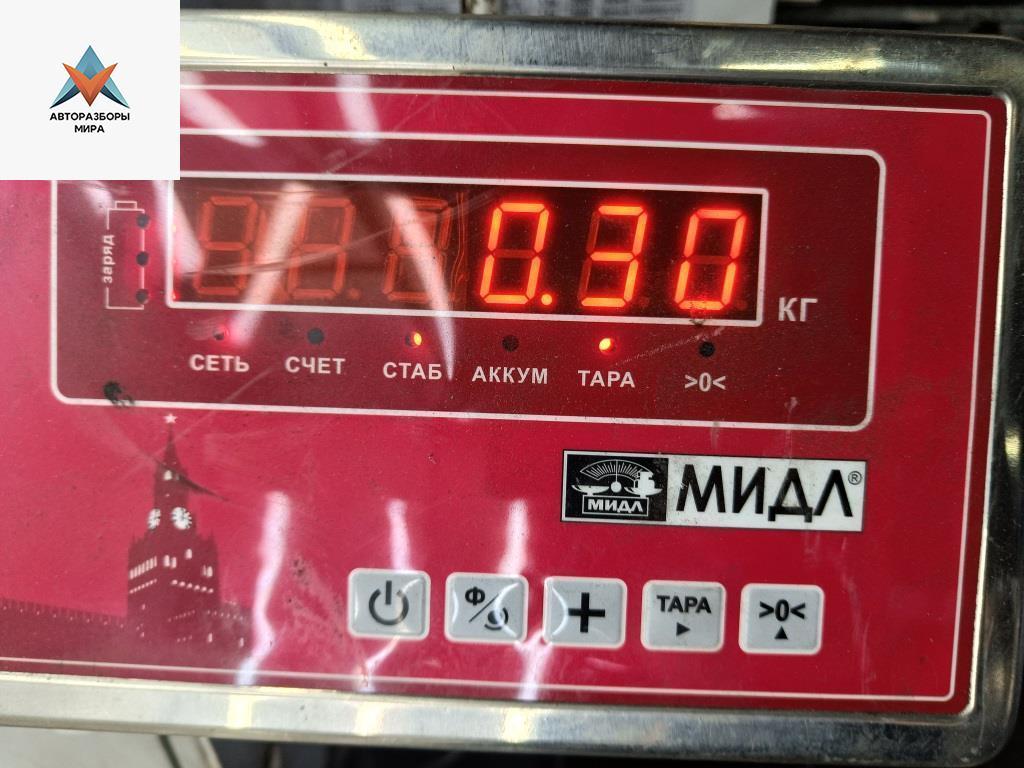 АВТОРАЗБОРЫ
МИРА
заряд
0.30
КГ
СЕТЬ СЧЕТ СТАБ АККУМ ТАРА >0<
МИДЛ
МИДЛ®
Ф/
+
ТАРА
>0<